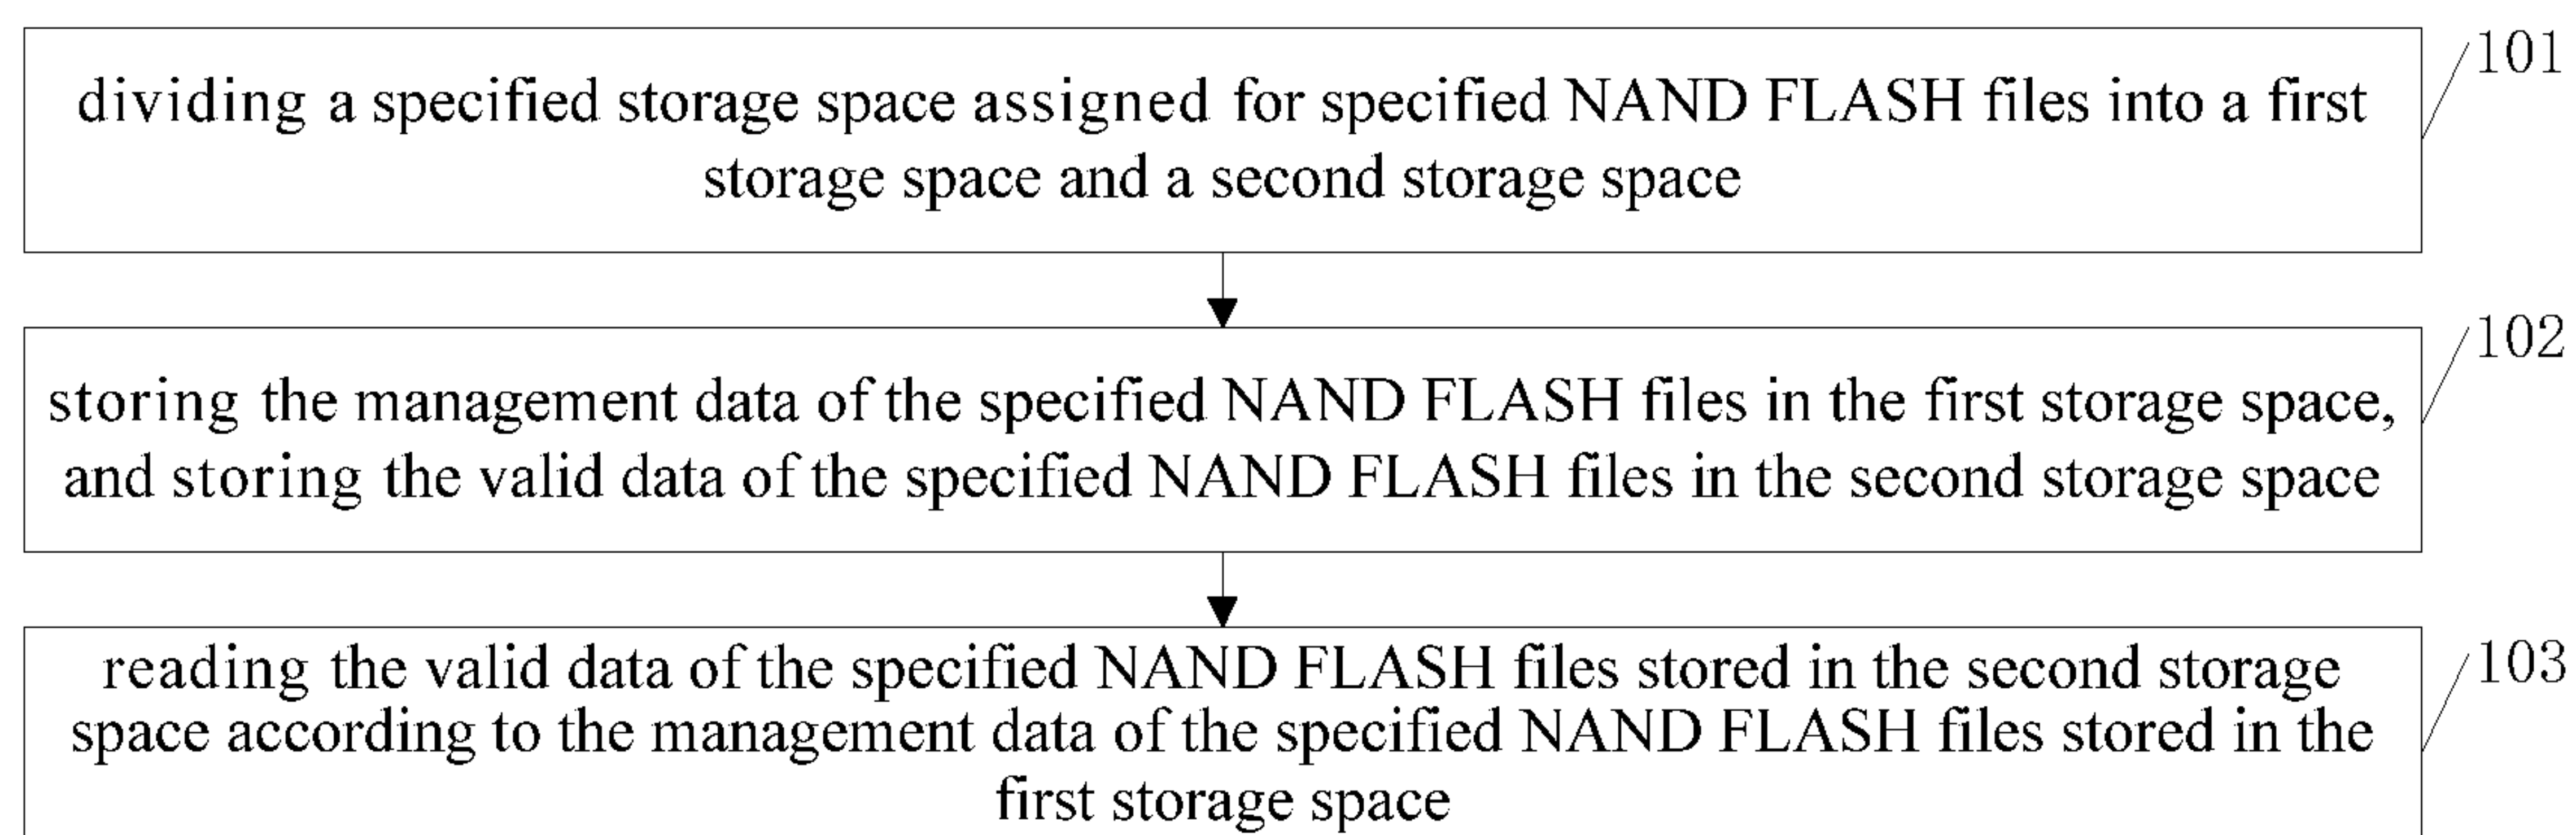 dividing a specified storage space assigned for specified NAND FLASH files into a first
storage space and a second storage space
101
storing the management data of the specified NAND FLASH files in the first storage space,
and storing the valid data of the specified NAND FLASH files in the second storage space
102
reading the valid data of the specified NAND FLASH files stored in the second storage
space according to the management data of the specified NAND FLASH files stored in the
first storage space
103